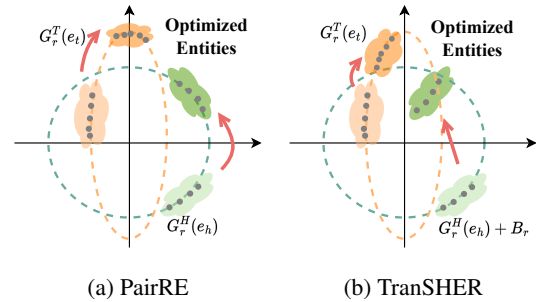 G_r^T(e_t)
Optimized
Entities
G_r^H(e_h)
(a) PairRE
G_r^T(e_t)
Optimized
Entities
G_r^H(e_h) + B_r
(b) TranSHER